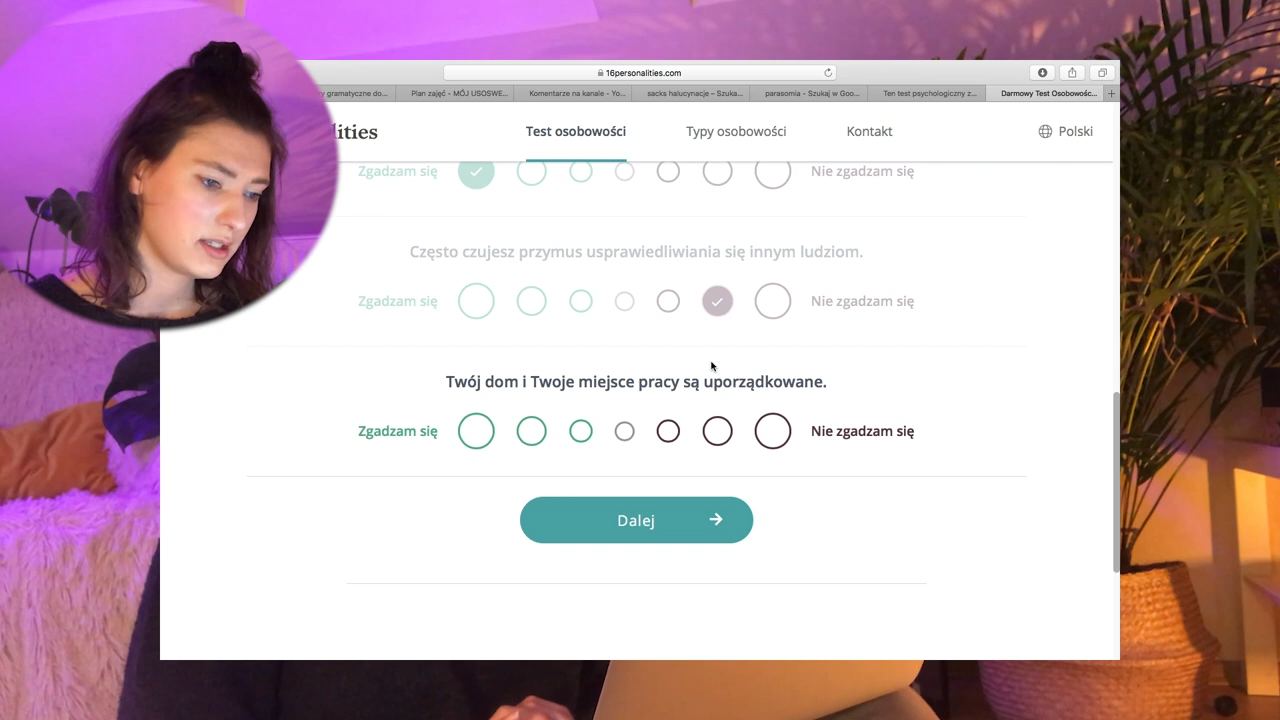 16personalities.com
y gramatyczne do...
Plan zajęć - MÓJ USOSWE...
Komentarze na kanale - Yo...
sacks halucynacje – Szuka...
parasomia - Szukaj w Goo...
Ten test psychologiczny z...
Darmowy Test Osobowośc...
lities
Test osobowości
Typy osobowości
Kontakt
Polski
Zgadzam się
Nie zgadzam się
Często czujesz przymus usprawiedliwiania się innym ludziom.
Zgadzam się
Nie zgadzam się
Twój dom i Twoje miejsce pracy są uporządkowane.
Zgadzam się
Nie zgadzam się
Dalej